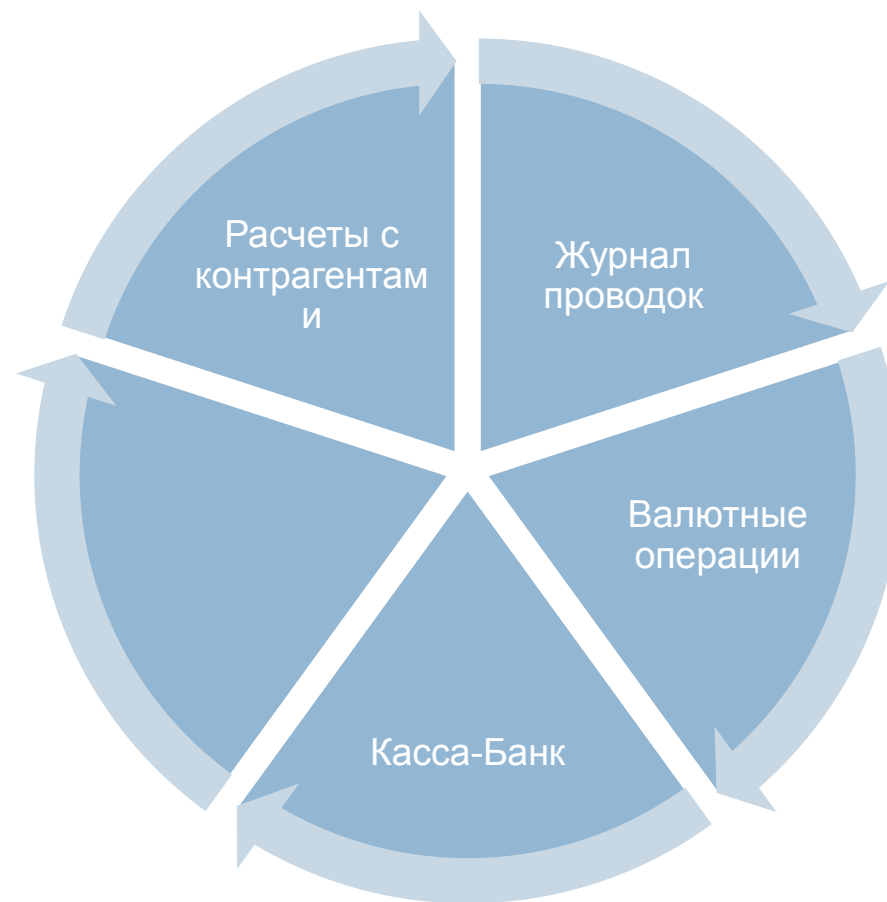 Расчеты с
контрагентам
и
Журнал
проводок
Валютные
операции
Касса-Банк